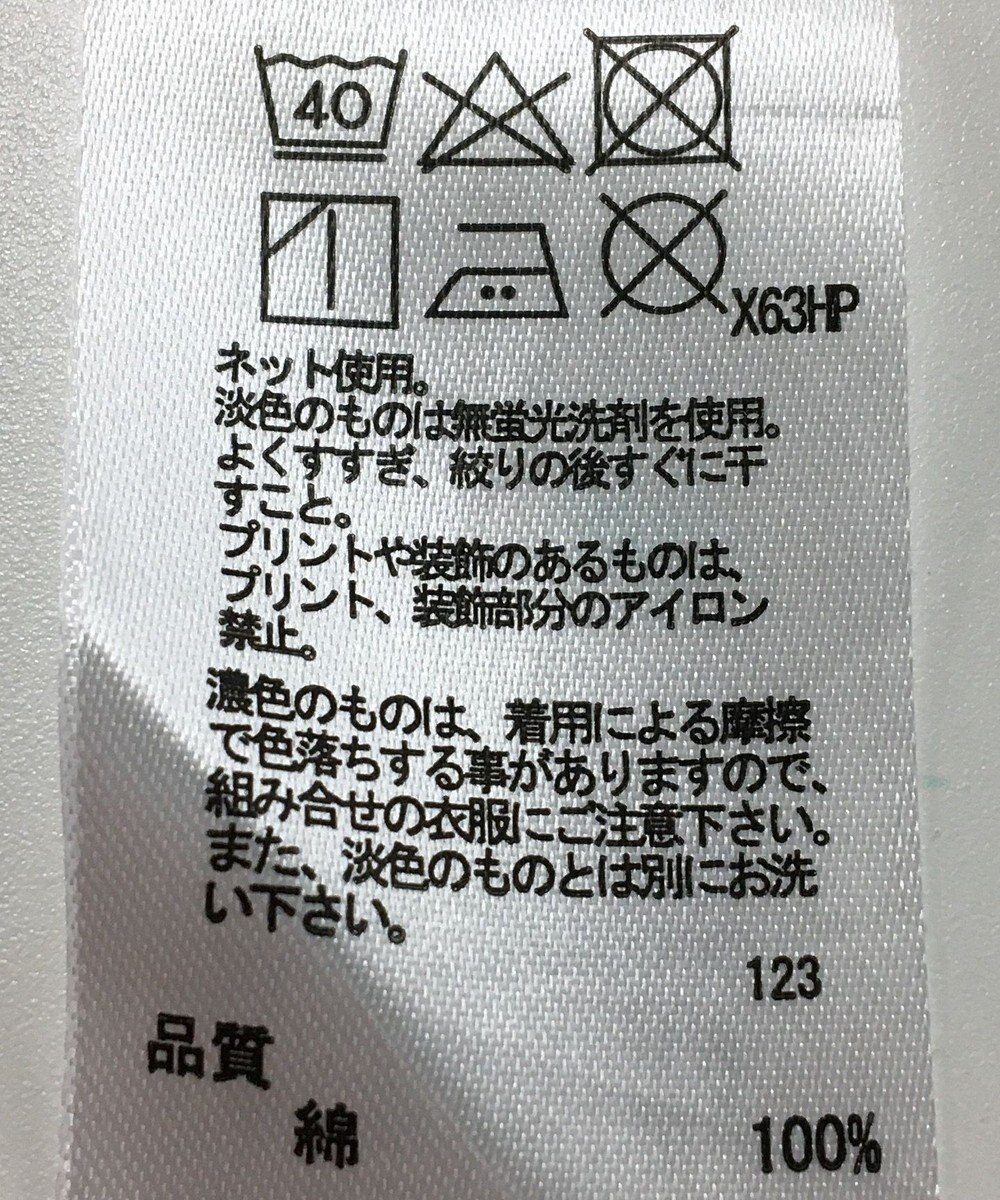 40
X63HP
ネット使用。
淡色のものは無蛍光洗剤を使用。
よくすすぎ、絞りの後すぐに干
すこと。
プリントや装飾のあるものは、
プリント、装飾部分のアイロン
禁止。
濃色のものは、着用による摩擦
で色落ちする事がありますので、
組み合せの衣服にご注意下さい。
また、淡色のものとは別にお洗
い下さい。
123
品質
綿 100%